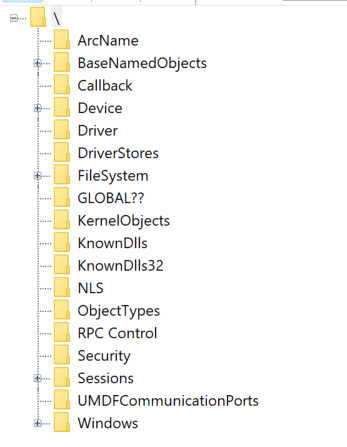 \
ArcName
BaseNamedObjects
Callback
Device
Driver
DriverStores
FileSystem
GLOBAL??
KernelObjects
KnownDlls
KnownDlls32
NLS
ObjectTypes
RPC Control
Security
Sessions
UMDFCommunicationPorts
Windows